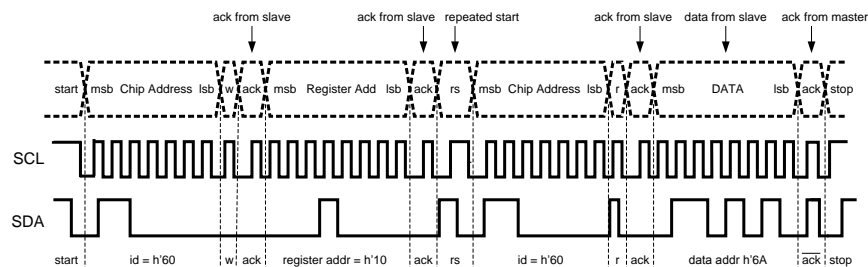 ack from slave ack from slave repeated start ack from slave data from slave ack from master
start msb Chip Address lsb w ack msb Register Add lsb ack rs msb Chip Address lsb r ack msb DATA lsb ack stop
SCL
SDA
start id = h'60 w ack register addr = h'10 ack rs id = h'60 r ack data addr h'6A ack stop